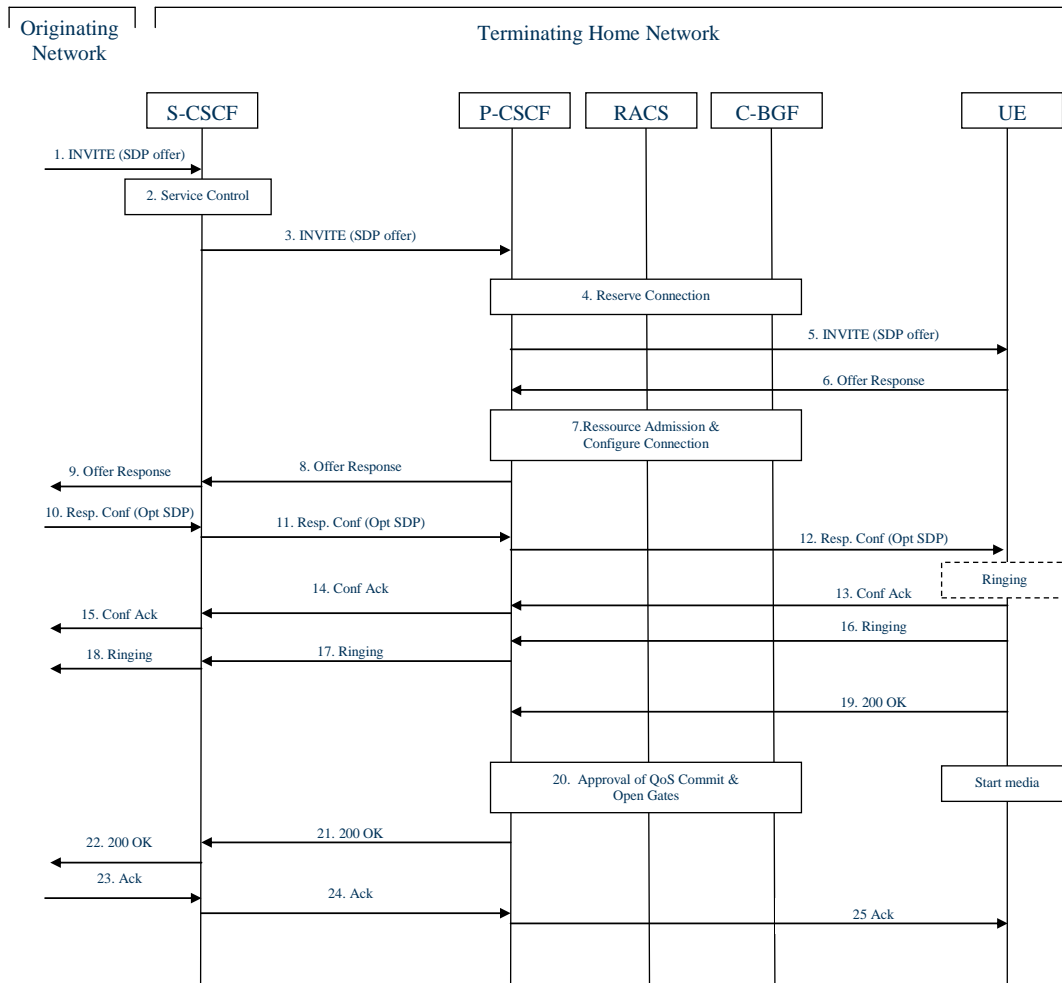 Originating
Network
Terminating Home Network
S-CSCF
P-CSCF
RACS
C-BGF
UE
1. INVITE (SDP offer)
2. Service Control
3. INVITE (SDP offer)
4. Reserve Connection
5. INVITE (SDP offer)
6. Offer Response
7.Ressource Admission &
Configure Connection
8. Offer Response
9. Offer Response
10. Resp. Conf (Opt SDP)
11. Resp. Conf (Opt SDP)
12. Resp. Conf (Opt SDP)
Ringing
13. Conf Ack
14. Conf Ack
15. Conf Ack
16. Ringing
17. Ringing
18. Ringing
19. 200 OK
20. Approval of QoS Commit &
Open Gates
Start media
21. 200 OK
22. 200 OK
23. Ack
24. Ack
25 Ack